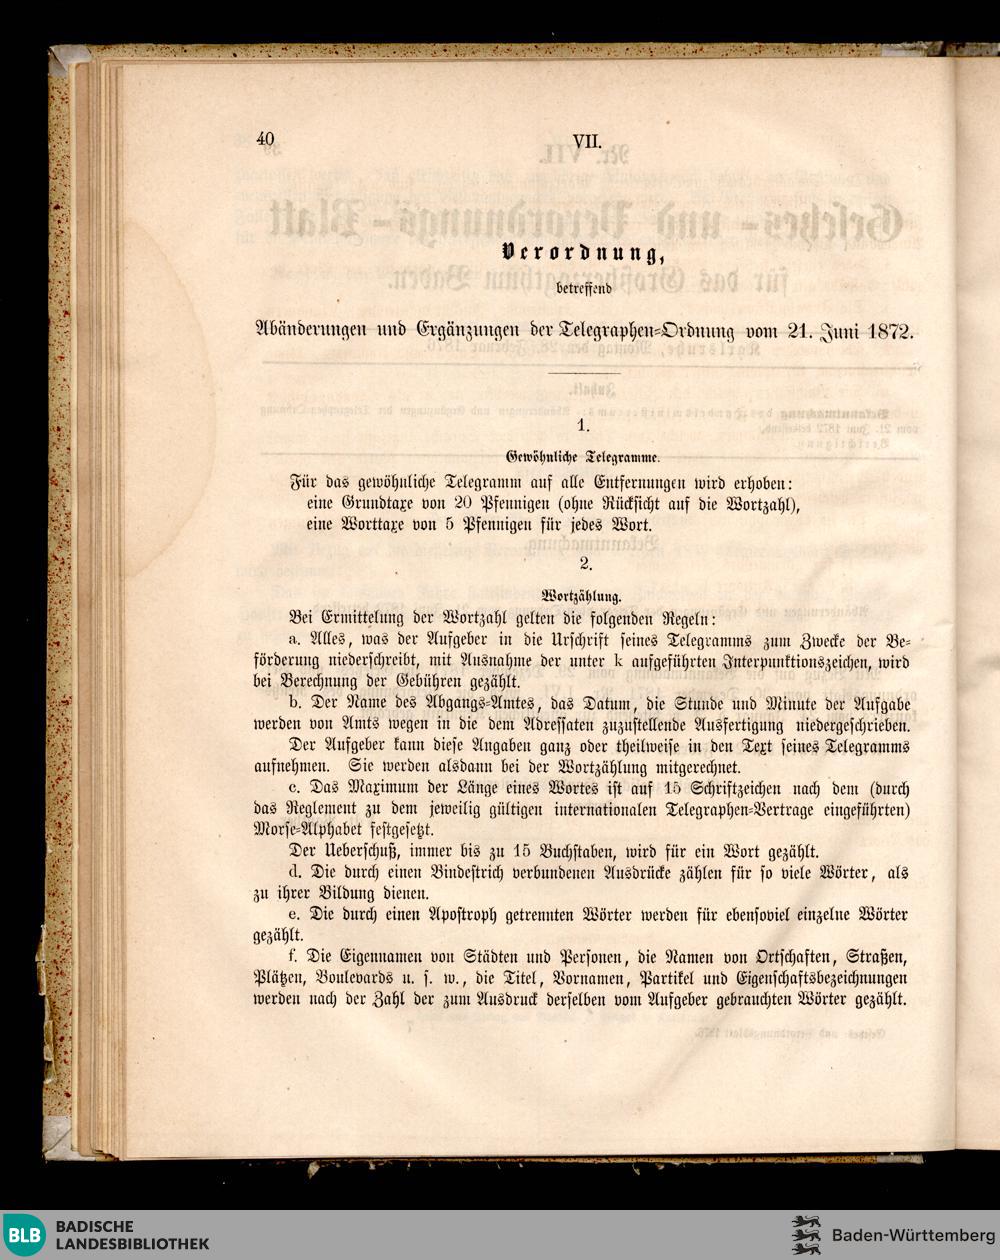 40
VII.
Verordnung,
betreffend
Abänderungen und Ergänzungen der Telegraphen-Ordnung vom 21. Juni 1872.
1.
Gewöhnliche Telegramme.
Für das gewöhnliche Telegramm auf alle Entfernungen wird erhoben:
eine Grundtaxe von 20 Pfennigen (ohne Rücksicht auf die Wortzahl),
eine Worttaxe von 5 Pfennigen für jedes Wort.
2.
Wortzählung.
Bei Ermittelung der Wortzahl gelten die folgenden Regeln:
a. Alles, was der Aufgeber in die Urschrift seines Telegramms zum Zwecke der Be-
förderung niederschreibt, mit Ausnahme der unter k aufgeführten Interpunktionszeichen, wird
bei Berechnung der Gebühren gezählt.
b. Der Name des Abgangs-Amtes, das Datum, die Stunde und Minute der Aufgabe
werden von Amts wegen in die dem Adressaten zuzustellende Ausfertigung niedergeschrieben.
Der Aufgeber kann diese Angaben ganz oder theilweise in den Text seines Telegramms
aufnehmen. Sie werden alsdann bei der Wortzählung mitgerechnet.
c. Das Maximum der Länge eines Wortes ist auf 15 Schriftzeichen nach dem (durch
das Reglement zu dem jeweilig gültigen internationalen Telegraphen-Vertrage eingeführten)
Morse-Alphabet festgesetzt.
Der Ueberschuß, immer bis zu 15 Buchstaben, wird für ein Wort gezählt.
d. Die durch einen Bindestrich verbundenen Ausdrücke zählen für so viele Wörter, als
zu ihrer Bildung dienen.
e. Die durch einen Apostroph getrennten Wörter werden für ebensoviel einzelne Wörter
gezählt.
f. Die Eigennamen von Städten und Personen, die Namen von Ortschaften, Straßen,
Plätzen, Boulevards u. s. w., die Titel, Vornamen, Partikel und Eigenschaftsbezeichnungen
werden nach der Zahl der zum Ausdruck derselben vom Aufgeber gebrauchten Wörter gezählt.
BLB
BADISCHE
LANDESBIBLIOTHEK
Baden-Württemberg